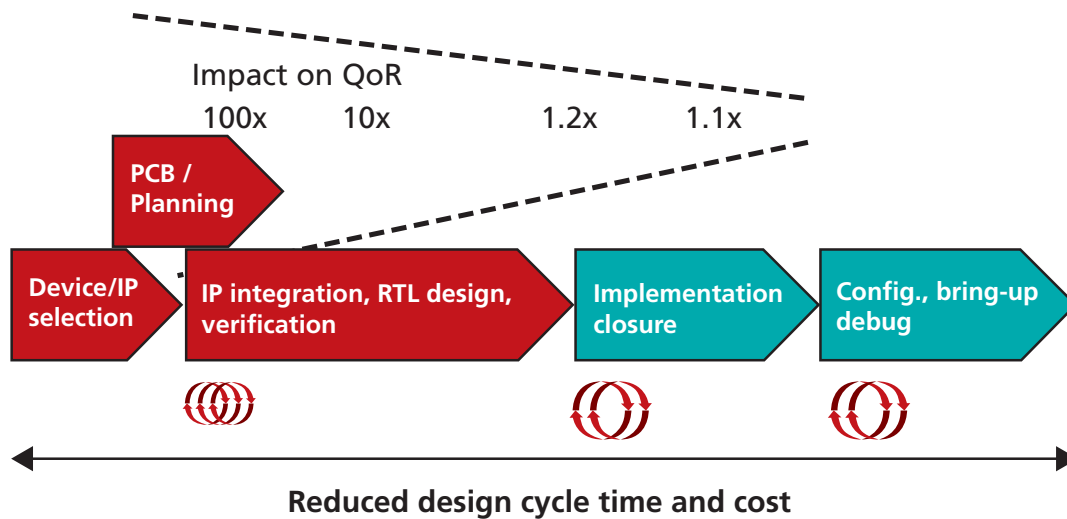 Impact on QoR
100x 10x 1.2x 1.1x
PCB /
Planning
Device/IP
selection
IP integration, RTL design,
verification
Implementation
closure
Config., bring-up
debug
Reduced design cycle time and cost